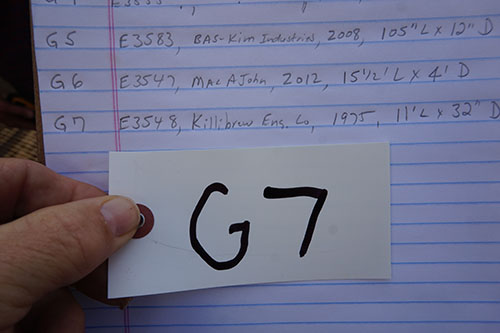 G5 E3583, BAS-Kim Industries, 2008, 105" L x 12" D
G6 E3547, MAC A John, 2012, 15 1/2' L x 4' D
G7 E3548, Killibrew Eng. Co, 1975, 11' L x 32" D
G7